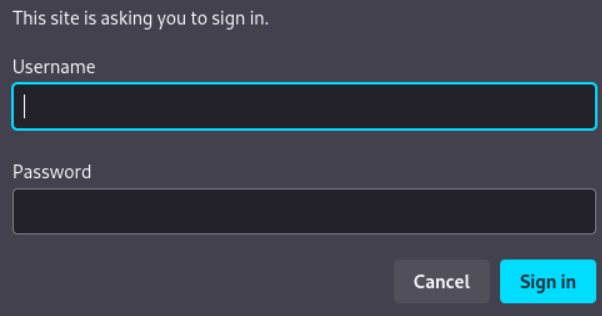 This site is asking you to sign in.
Username
Password
Cancel
Sign in